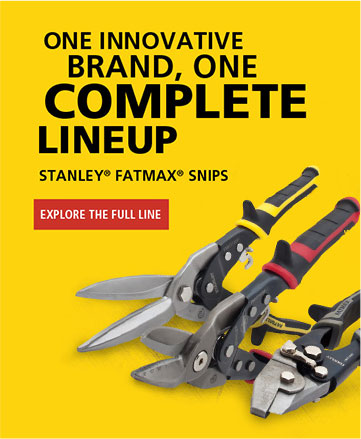 ONE INNOVATIVE
BRAND, ONE
COMPLETE
LINEUP
STANLEY® FATMAX® SNIPS
EXPLORE THE FULL LINE